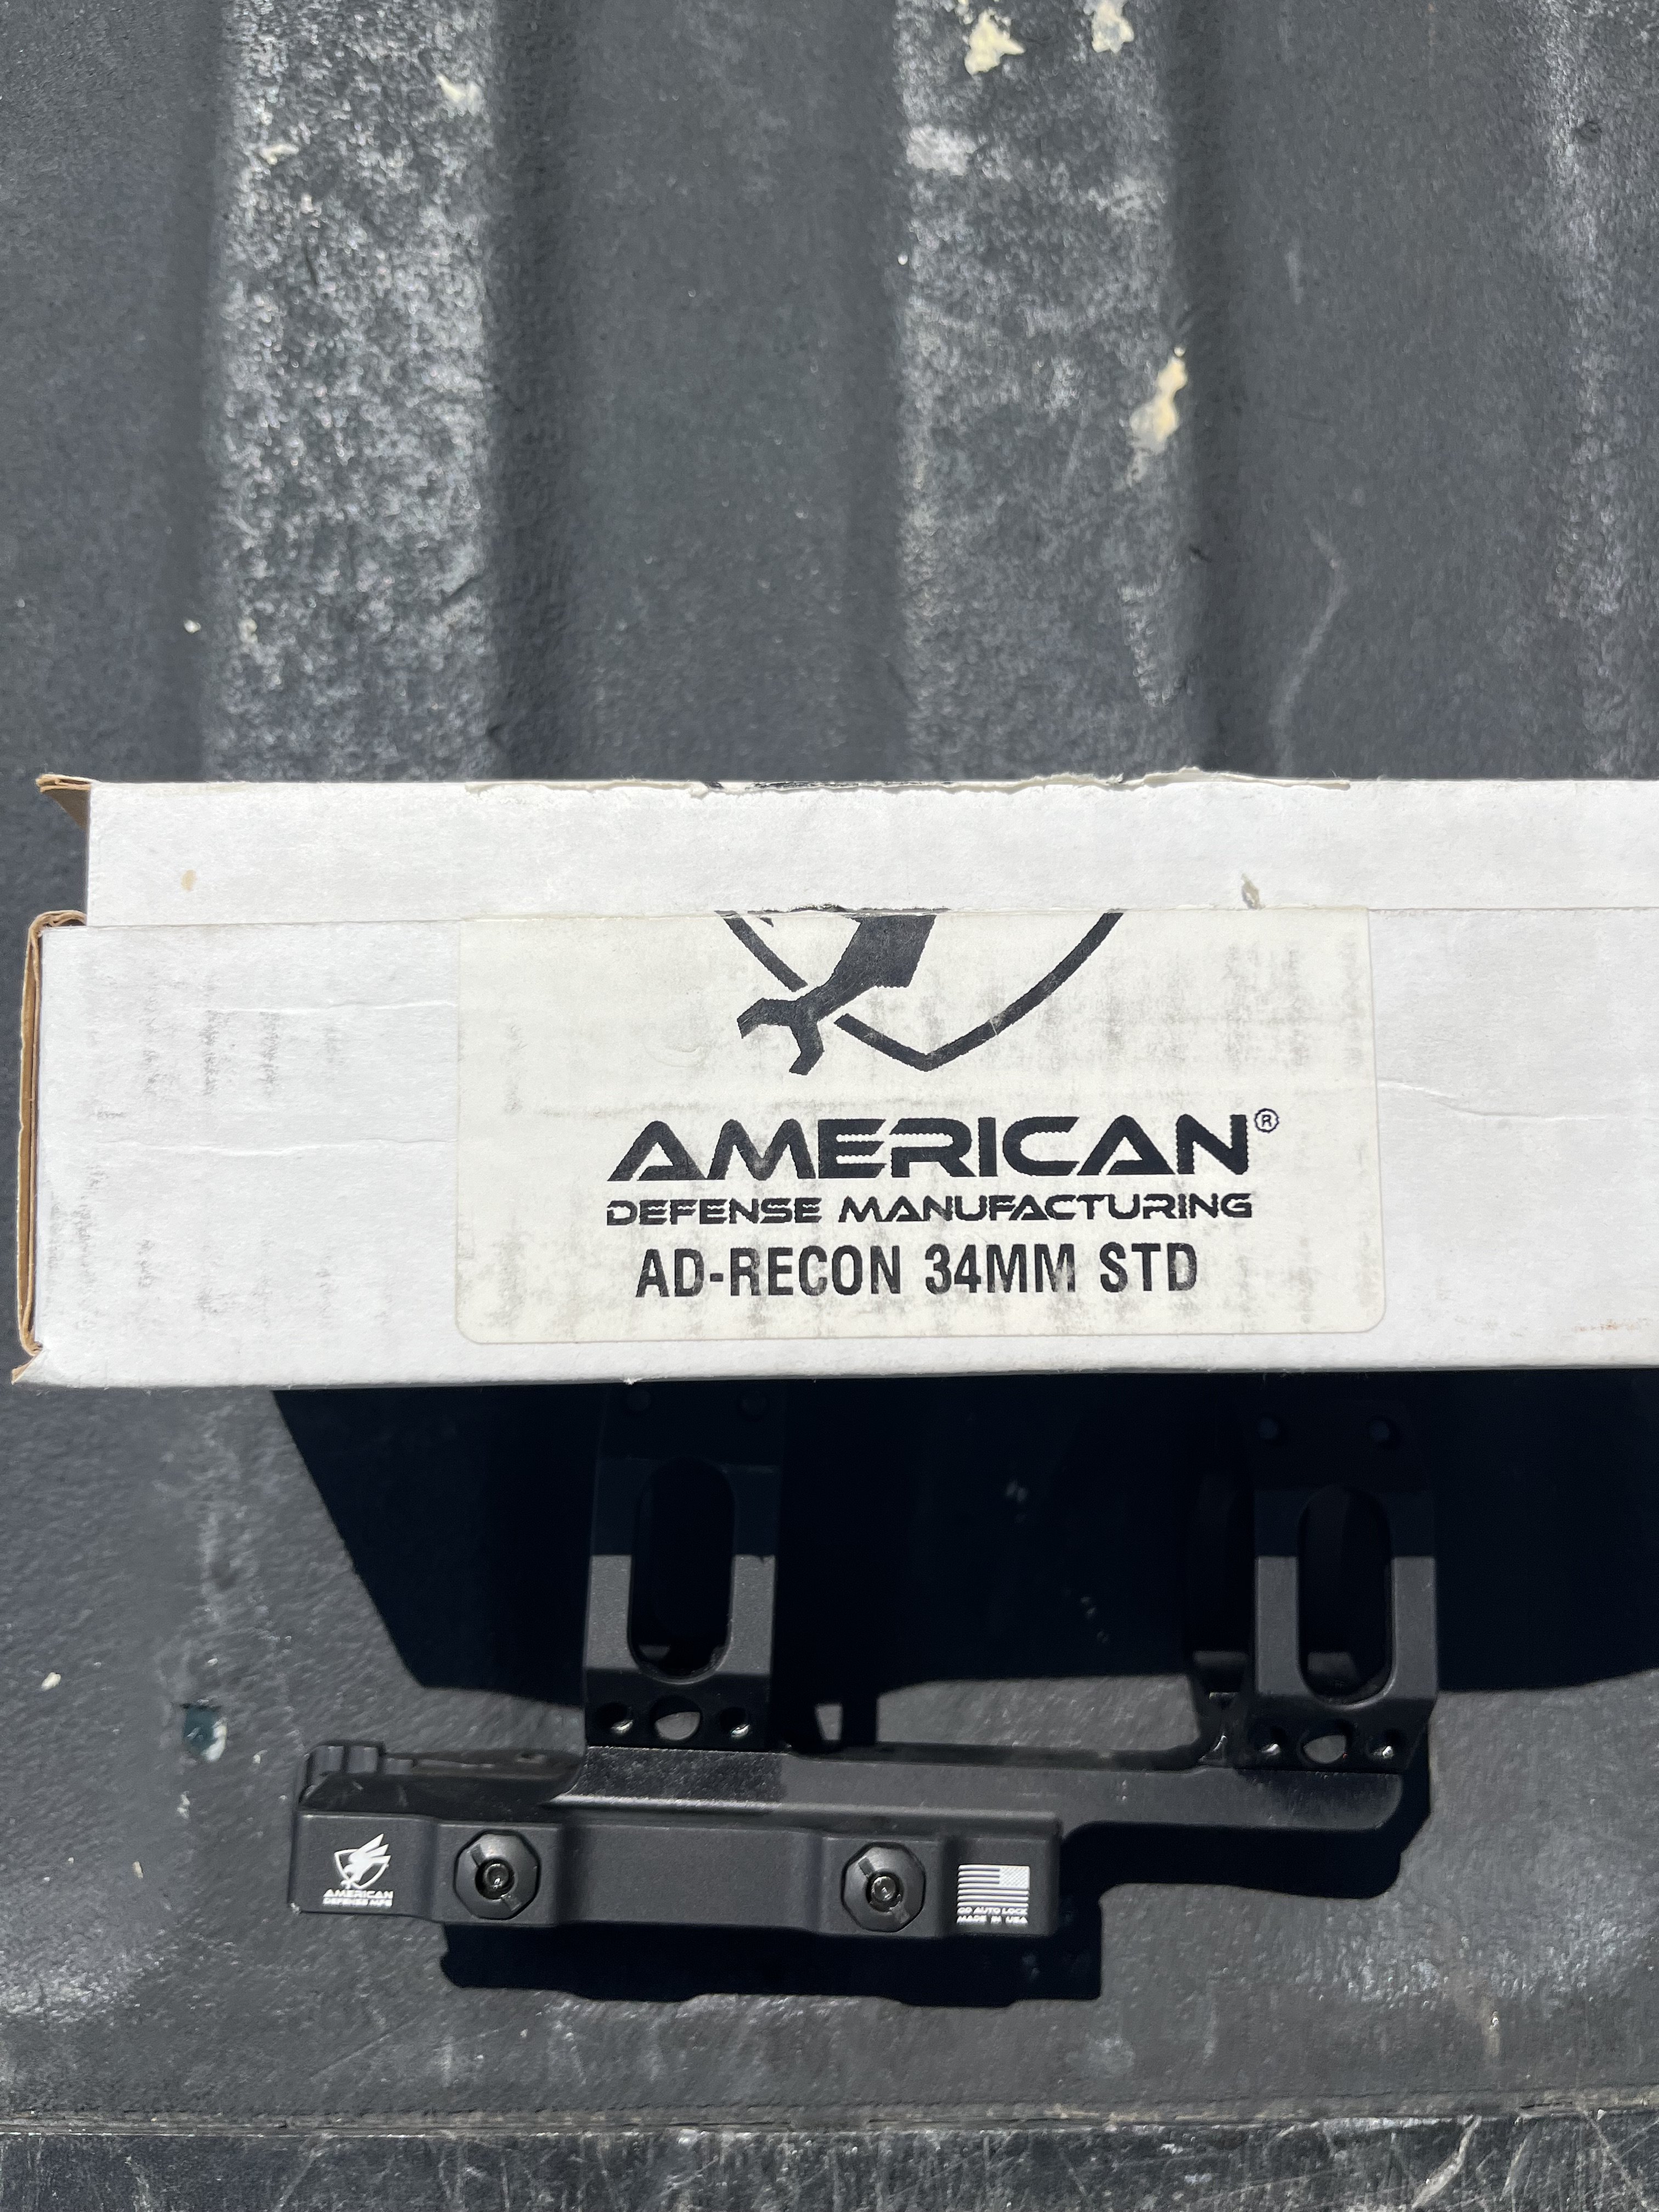 AMERICAN®
DEFENSE MANUFACTURING
AD-RECON 34MM STD
AMERICAN
DEFENSE MFG
QD AUTO LOCK
MADE IN USA